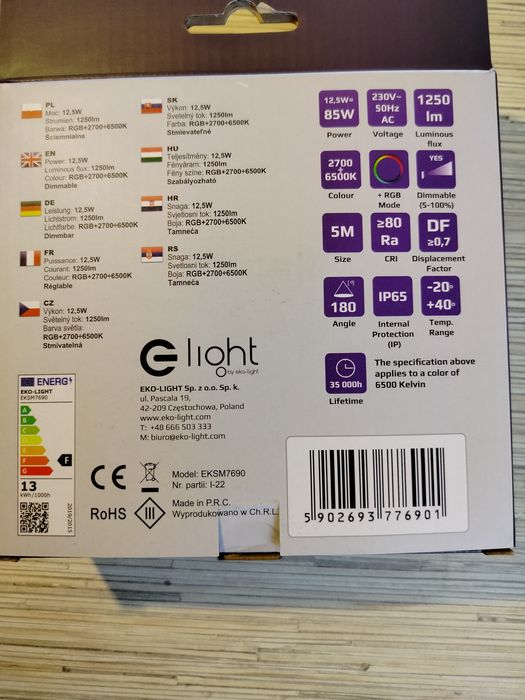 PL
Moc: 12,5W
Strumień: 1250lm
Barwa: RGB+2700÷6500K
Ściemnialna
EN
Power: 12,5W
Luminous flux: 1250lm
Colour: RGB+2700÷6500K
Dimmable
DE
Leistung: 12,5W
Lichtstrom: 1250lm
Lichtfarbe: RGB+2700÷6500K
Dimmbar
FR
Puissance: 12,5W
Courant: 1250lm
Couleur: RGB+2700÷6500K
Réglable
CZ
Výkon: 12,5W
Světelný tok: 1250lm
Barva světla:
RGB+2700÷6500K
Stmívatelná
SK
Výkon: 12,5W
Svetelný tok: 1250lm
Farba: RGB+2700÷6500K
Stmievateľné
HU
Teljesítmény: 12,5W
Fényáram: 1250lm
Fény színe: RGB+2700÷6500K
Szabályozható
HR
Snaga: 12,5W
Svjetlosni tok: 1250lm
Boja: RGB+2700÷6500K
Tamneća
RS
Snaga: 12,5W
Svetlosni tok: 1250lm
Boja: RGB+2700÷6500K
Tamneća
12,5W=
85W
Power
230V~
50Hz
AC
Voltage
1250
lm
Luminous
flux
2700
÷
6500K
Colour
+ RGB
Mode
YES
Dimmable
(5-100%)
5M
Size
≥80
Ra
CRI
DF
≥0,7
Displacement
Factor
180
Angle
IP65
Internal
Protection
(IP)
-20°
+40°
Temp.
Range
35 000h
Lifetime
The specification above
applies to a color of
6500 Kelvin
light
by eko-light
EKO-LIGHT Sp. z o.o. Sp. k.
ul. Pascala 19,
42-209 Częstochowa, Poland
www.eko-light.com
T: +48 666 503 333
M: biuro@eko-light.com
ENERG
EKO-LIGHT
EKSM7690
A
B
C
D
E
F
G
F
13
kWh/1000h
2019/2015
CE
RoHS
III
Model: EKSM7690
Nr. partii: I-22
Made in P.R.C.
Wyprodukowano w Ch.R.L.
5 902693 776901